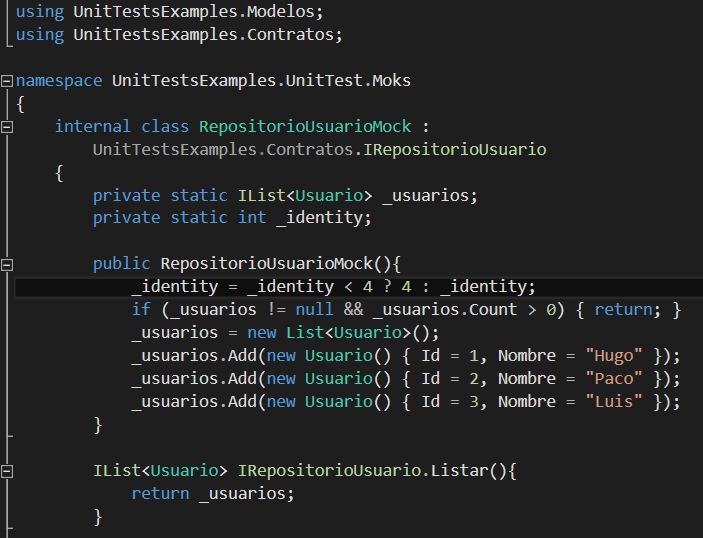 using UnitTestsExamples.Modelos;
using UnitTestsExamples.Contratos;
namespace UnitTestsExamples.UnitTest.Moks
{
internal class RepositorioUsuarioMock :
UnitTestsExamples.Contratos.IRepositorioUsuario
{
private static IList<Usuario> _usuarios;
private static int _identity;
public RepositorioUsuarioMock(){
_identity = _identity < 4 ? 4 : _identity;
if (_usuarios != null && _usuarios.Count > 0) { return; }
_usuarios = new List<Usuario>();
_usuarios.Add(new Usuario() { Id = 1, Nombre = "Hugo" });
_usuarios.Add(new Usuario() { Id = 2, Nombre = "Paco" });
_usuarios.Add(new Usuario() { Id = 3, Nombre = "Luis" });
}
IList<Usuario> IRepositorioUsuario.Listar(){
return _usuarios;
}